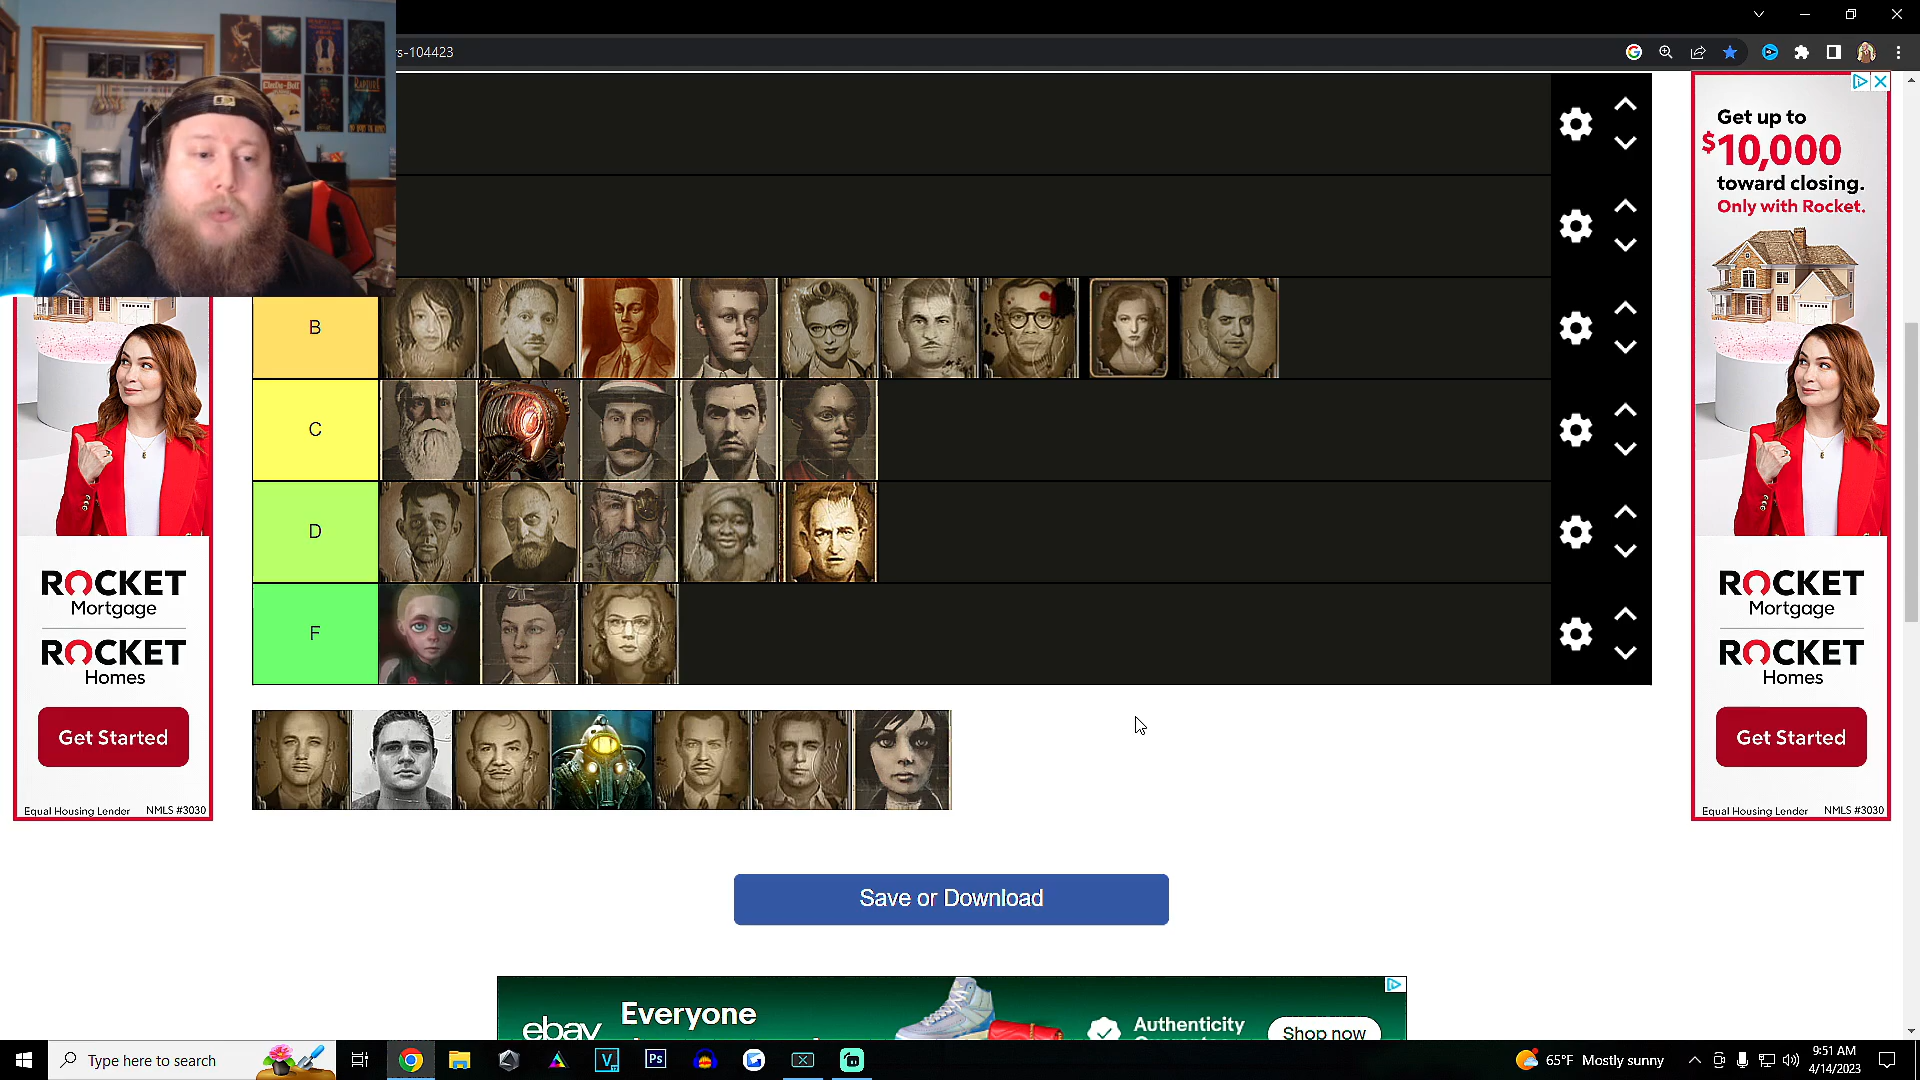 rs-104423
Get up to
$10,000
toward closing.
Only with Rocket.
B
C
D
F
ROCKET
Mortgage
ROCKET
Homes
Get Started
Equal Housing Lender NMLS #3030
ROCKET
Mortgage
ROCKET
Homes
Get Started
Equal Housing Lender NMLS #3030
Save or Download
ebay
Everyone
Authenticity
Shop now
Type here to search
Ps
65°F Mostly sunny
9:51 AM
4/14/2023